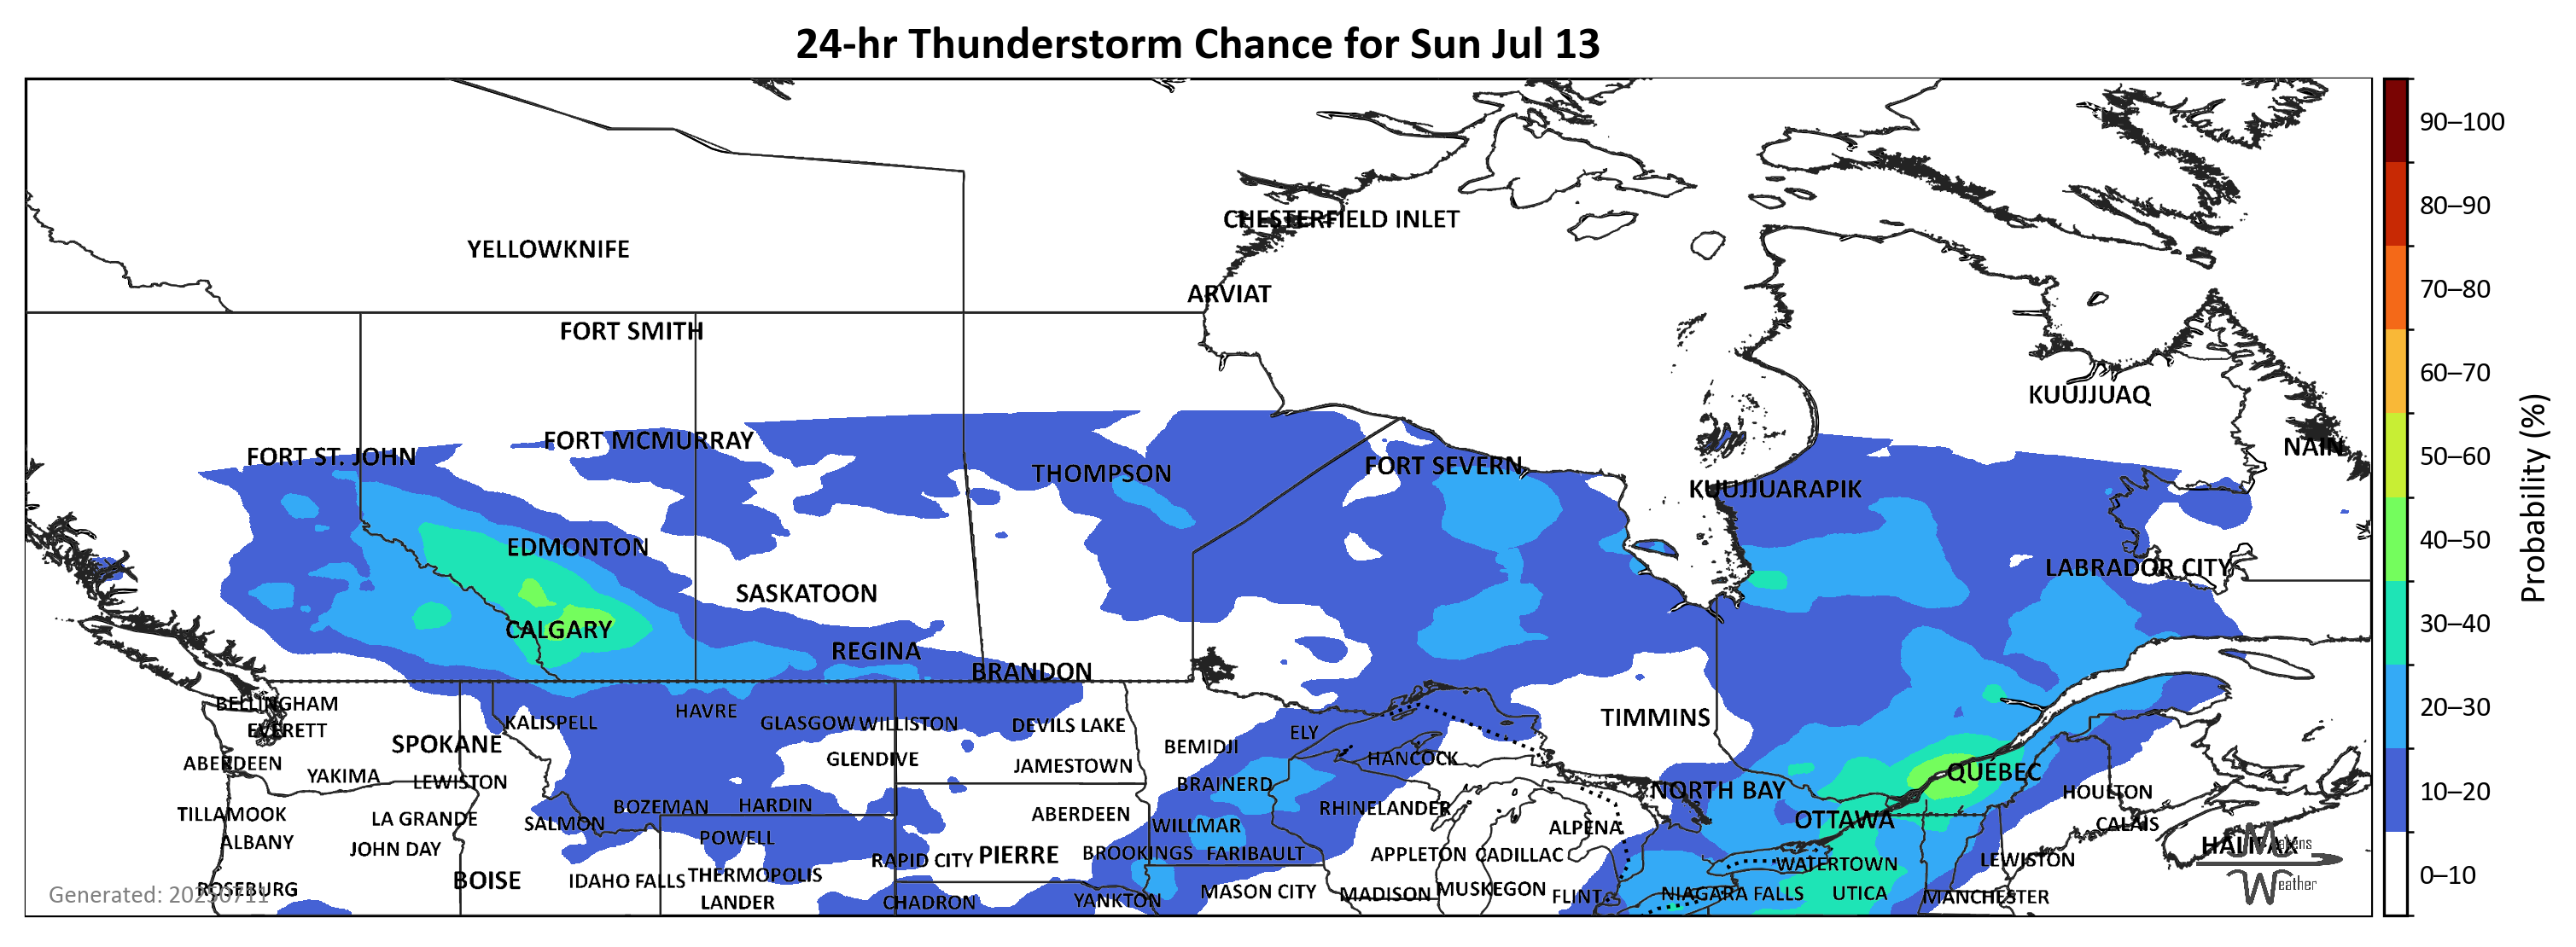 24-hr Thunderstorm Chance for Sun Jul 13
CHESTERFIELD INLET
YELLOWKNIFE
ARVIAT
FORT SMITH
KUUJJUAQ
FORT MCMURRAY
NAIN
FORT ST. JOHN
FORT SEVERN
THOMPSON
KUUJJUARAPIK
EDMONTON
LABRADOR CITY
SASKATOON
CALGARY
REGINA
BRANDON
BELLINGHAM
HAVRE
TIMMINS
KALISPELL
GLASGOW WILLISTON
DEVILS LAKE
EVERETT
ELY
SPOKANE
BEMIDJI
GLENDIVE
HANCOCK
ABERDEEN
JAMESTOWN
QUÉBEC
YAKIMA
LEWISTON
BRAINERD
NORTH BAY
HOULTON
BOZEMAN
HARDIN
RHINELANDER
TILLAMOOK
LA GRANDE
ABERDEEN
OTTAWA
SALMON
WILLMAR
ALPENA
CALAIS
ALBANY
POWELL
HALIFAX
JOHN DAY
BROOKINGS
FARIBAULT
APPLETON
CADILLAC
PIERRE
RAPID CITY
WATERTOWN
LEWISTON
BOISE
IDAHO FALLS
THERMOPOLIS
ROSEBURG
MASON CITY
MADISON
MUSKEGON
FLINT
NIAGARA FALLS
UTICA
MANCHESTER
LANDER
CHADRON
YANKTON
Generated: 20250711
Makens
Weather
90–100
80–90
70–80
60–70
50–60
40–50
30–40
20–30
10–20
0–10
Probability (%)